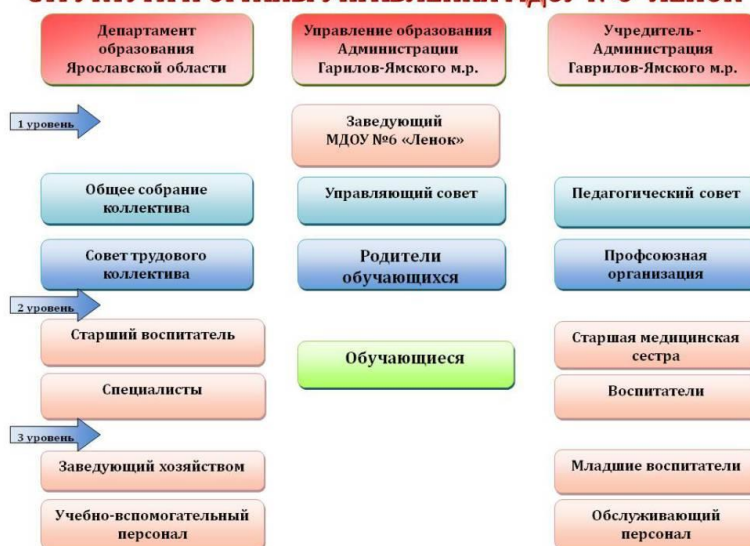 Департамент
образования
Ярославской области
Управление образования
Администрации
Гарилов-Ямского м.р.
Учредитель -
Администрация
Гаврилов-Ямского м.р.
1 уровень
Заведующий
МДОУ №6 «Ленок»
Общее собрание
коллектива
Управляющий совет
Педагогический совет
Совет трудового
коллектива
Родители
обучающихся
Профсоюзная
организация
2 уровень
Старший воспитатель
Обучающиеся
Старшая медицинская
сестра
Специалисты
Воспитатели
3 уровень
Заведующий хозяйством
Младшие воспитатели
Учебно-вспомогательный
персонал
Обслуживающий
персонал